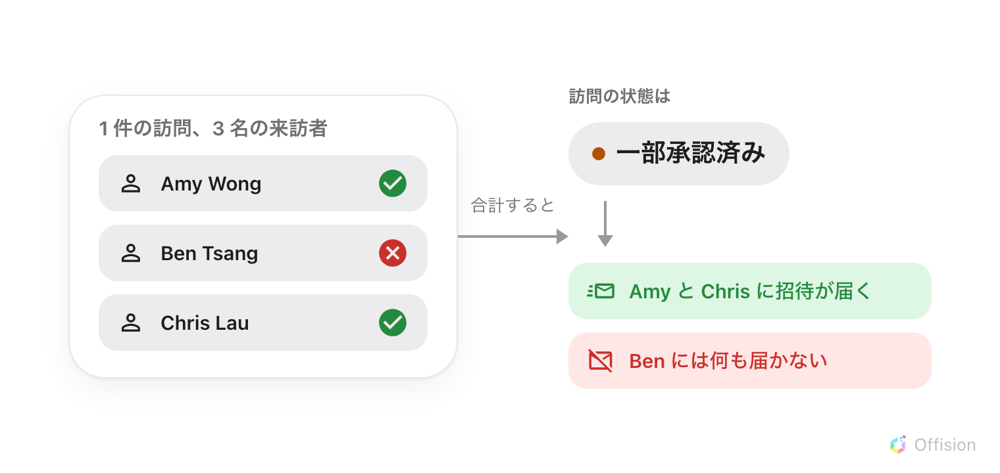 1 件の訪問、3 名の来訪者
Amy Wong
Ben Tsang
Chris Lau
合計すると
訪問の状態は
一部承認済み
Amy と Chris に招待が届く
Ben には何も届かない
Offision